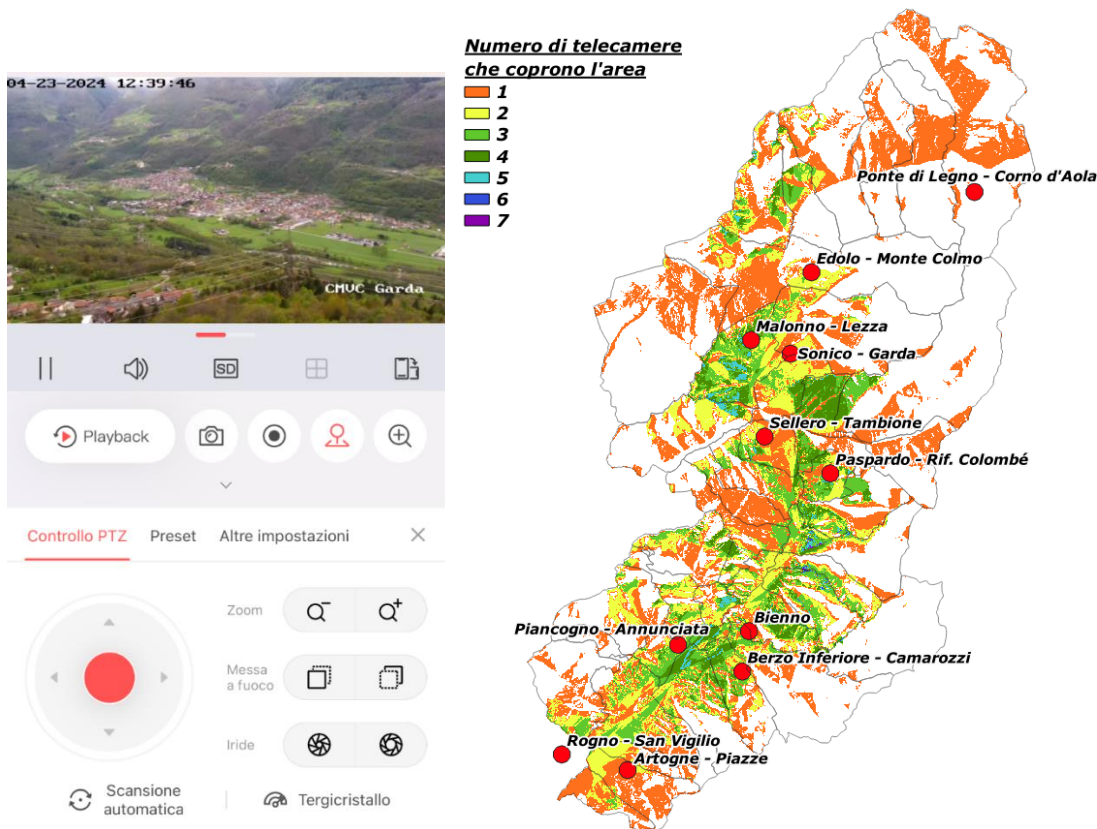 04-23-2024 12:39:46
CMVC Garda
SD
Playback
Controllo PTZ
Preset
Altre impostazioni
Zoom
Messa
a fuoco
Iride
Scansione
automatica
Tergicristallo
Numero di telecamere
che coprono l'area
1
2
3
4
5
6
7
Ponte di Legno - Corno d'Aola
Edolo - Monte Colmo
Malonno - Lezza
Sonico - Garda
Sellero - Tambione
Paspardo - Rif. Colombé
Bienno
Piancogno - Annunciata
Berzo Inferiore - Camarozzi
Rogno - San Vigilio
Artogne - Piazze